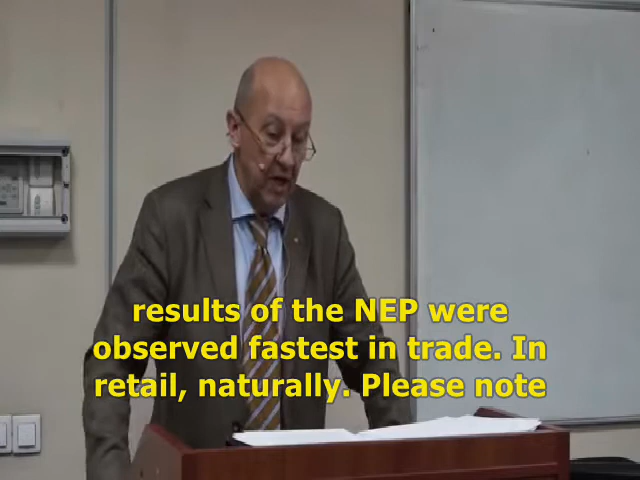 results of the NEP were
observed fastest in trade. In
retail, naturally. Please note